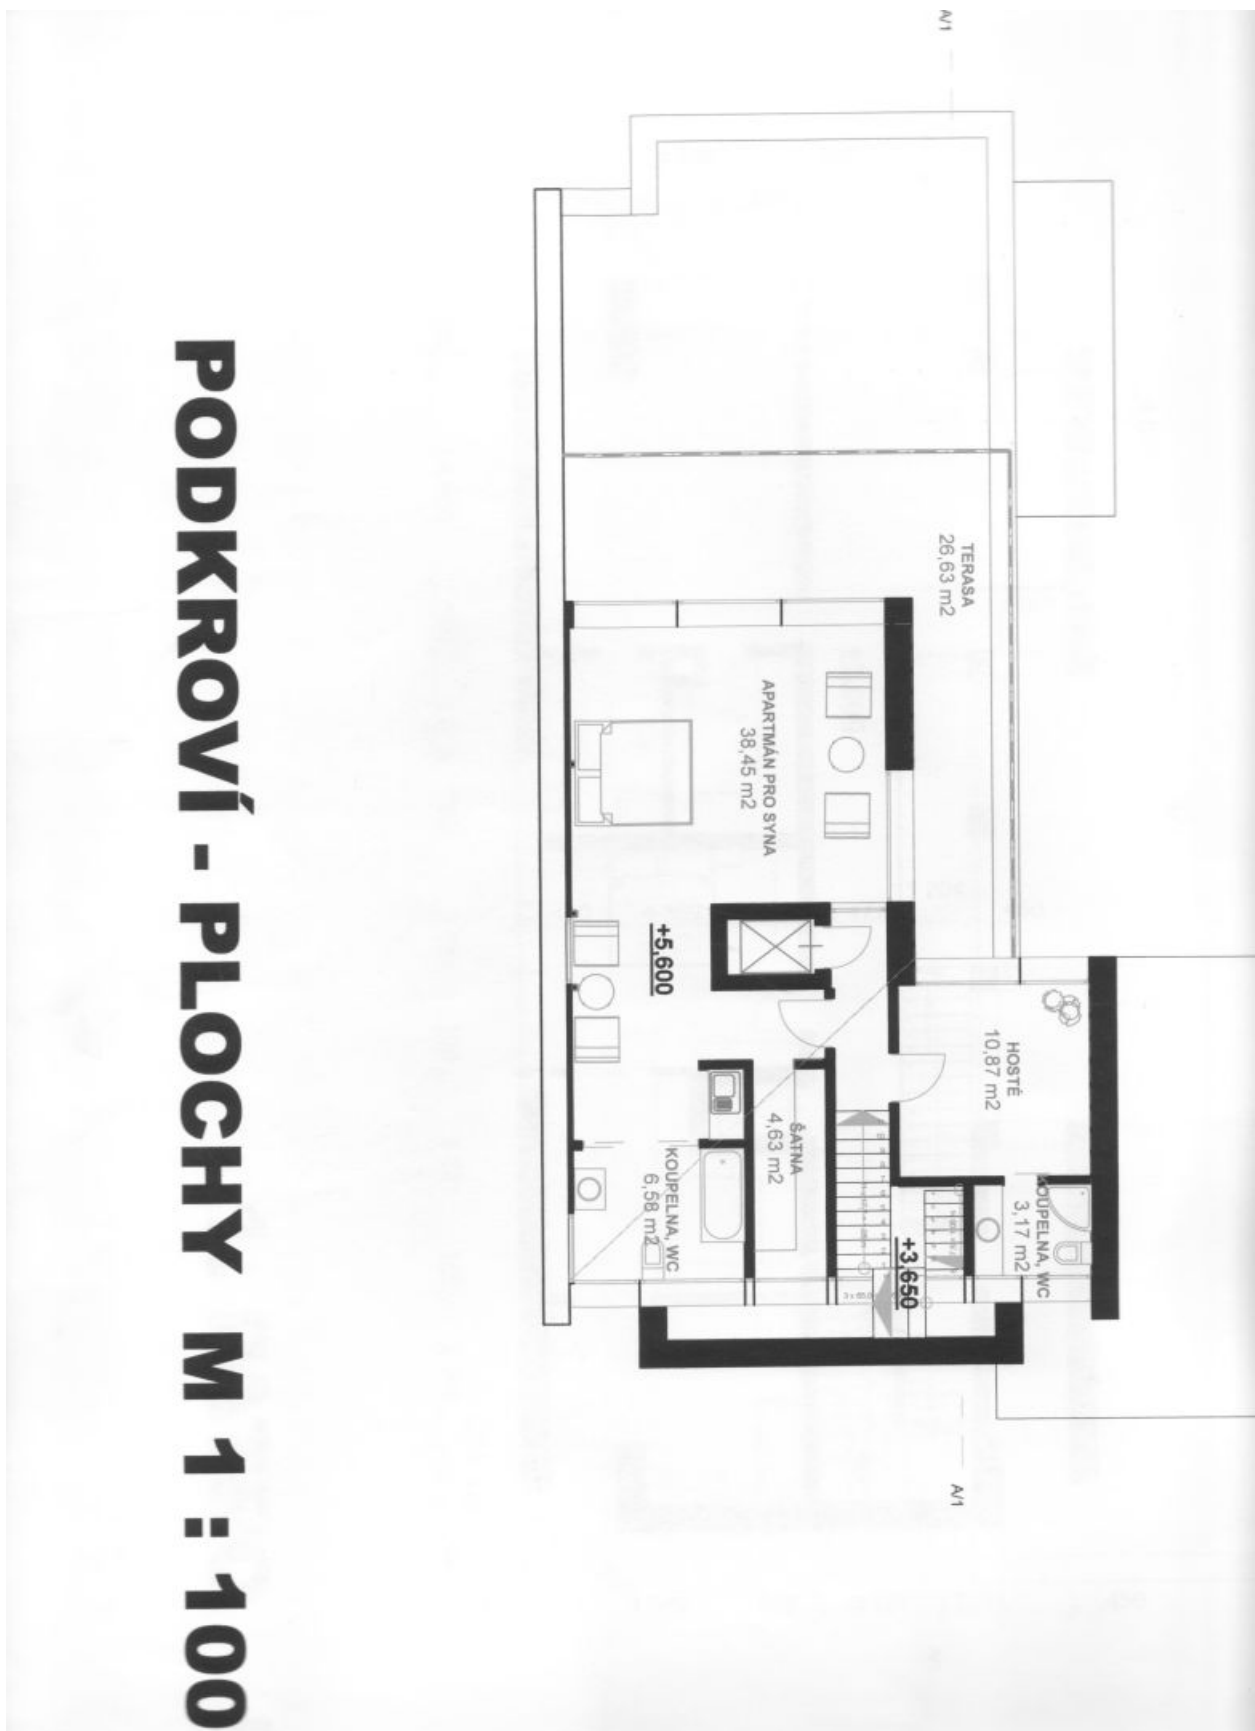 A/1
TERASA
26,63 m2
APARTMÁN PRO SYNA
38,45 m2
+5,600
HOSTÉ
10,87 m2
ŠATNA
4,63 m2
KOUPELNA, WC
6,58 m2
KOUPELNA, WC
3,17 m2
+3,650
A/1
PODKROVÍ - PLOCHY M 1 : 100